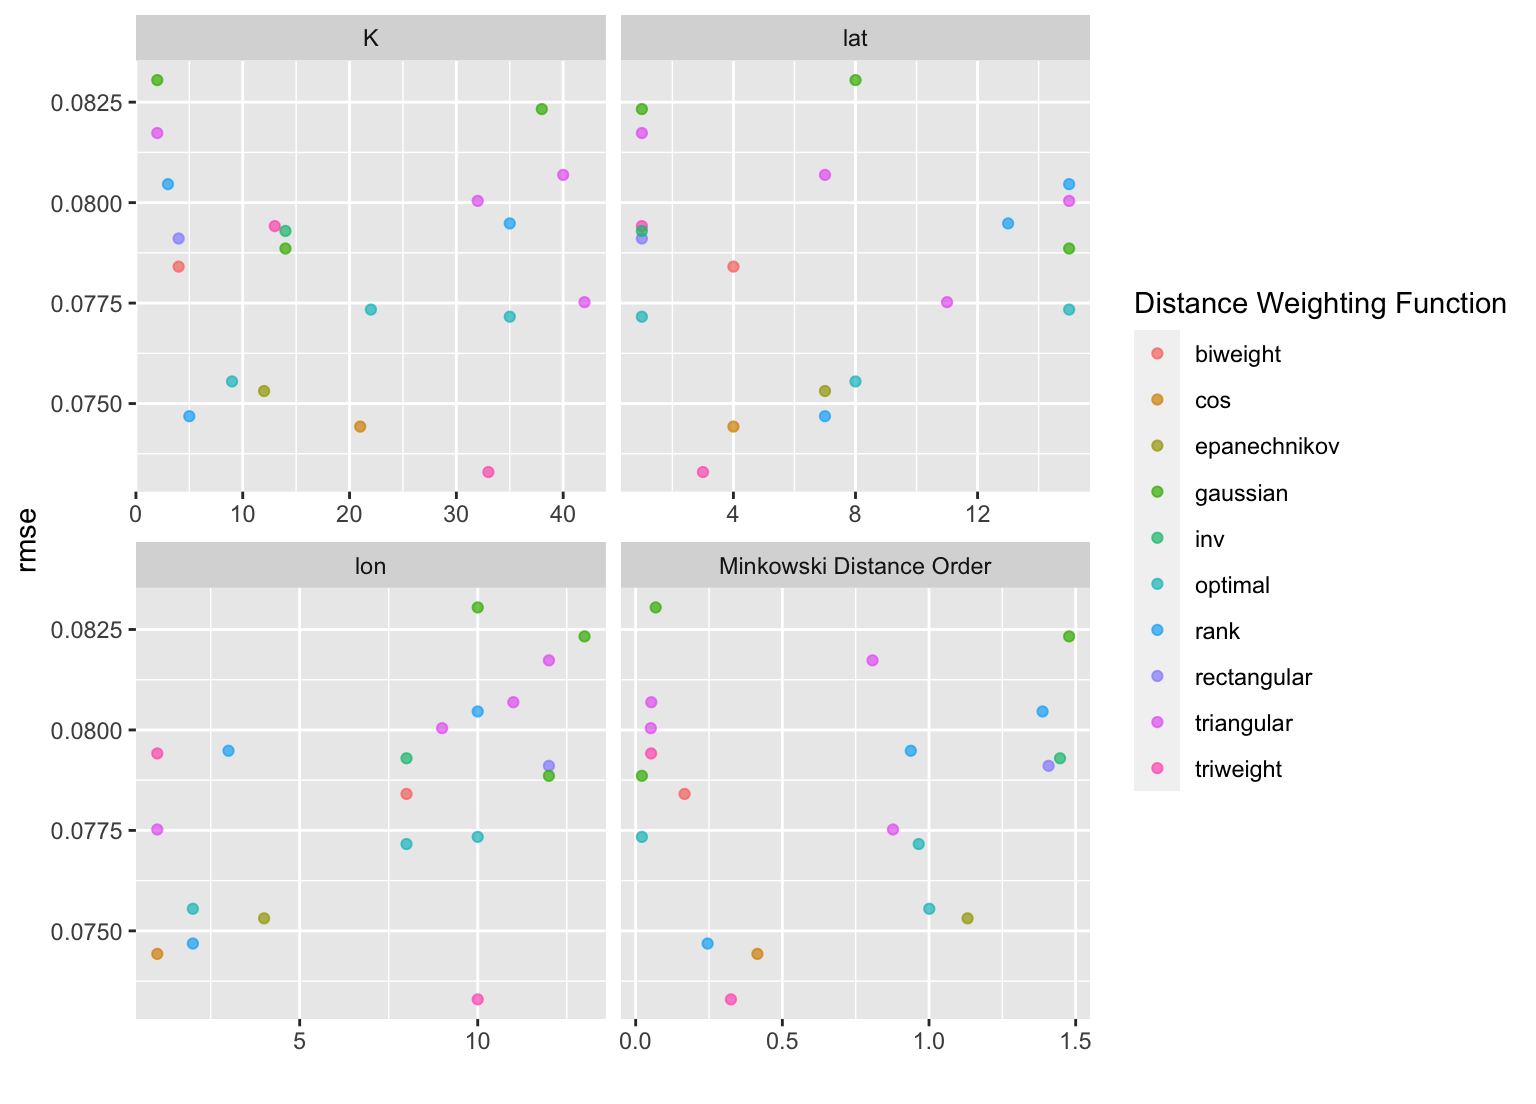 K
lat
0.0825
0.0800
0.0775
0.0750
0 10 20 30 40
4 8 12
rmse
lon
Minkowski Distance Order
0.0825
0.0800
0.0775
0.0750
5 10
0.0 0.5 1.0 1.5
Distance Weighting Function
biweight
cos
epanechnikov
gaussian
inv
optimal
rank
rectangular
triangular
triweight